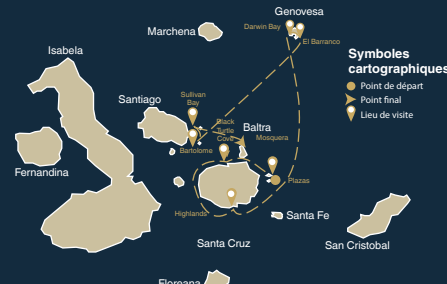 Genovesa
Darwin Bay
El Barranco
Marchena
Isabela
Symboles
cartographiques
Point de départ
Point final
Lieu de visite
Sullivan
Bay
Santiago
Black
Turtle
Cove
Baltra
Mosquera
Bartolome
Fernandina
Plazas
Highlands
Santa Fe
Santa Cruz
San Cristobal
Floreana